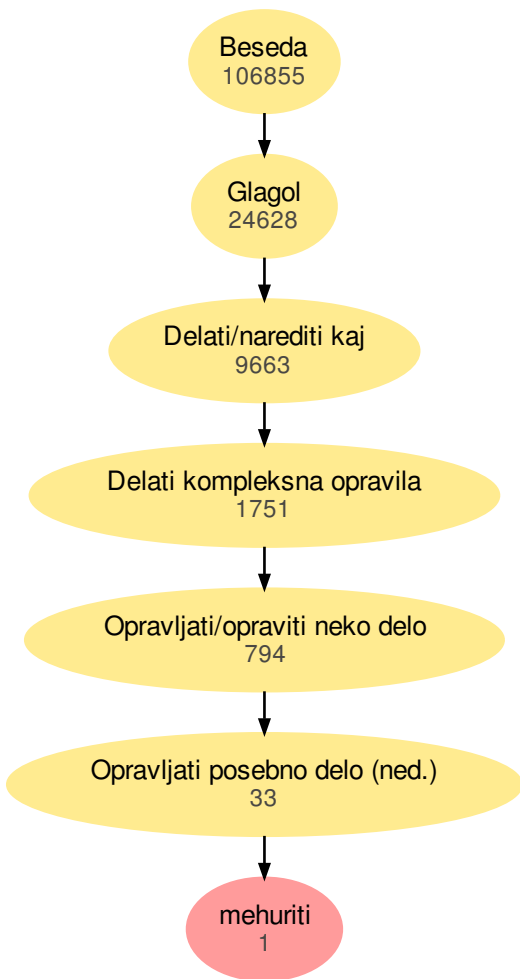 Beseda
106855
Glagol
24628
Delati/narediti kaj
9663
Delati kompleksna opravila
1751
Opravljati/opraviti neko delo
794
Opravljati posebno delo (ned.)
33
mehuriti
1